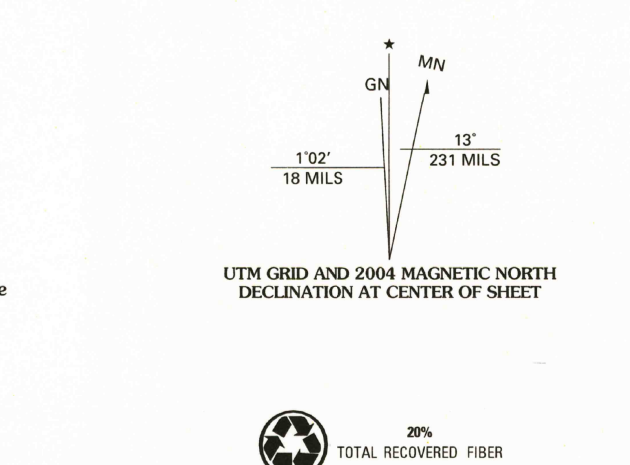 ★
MN
GN
13°
1°02′
231 MILS
18 MILS
UTM GRID AND 2004 MAGNETIC NORTH
DECLINATION AT CENTER OF SHEET
e
20%
TOTAL RECOVERED FIBER